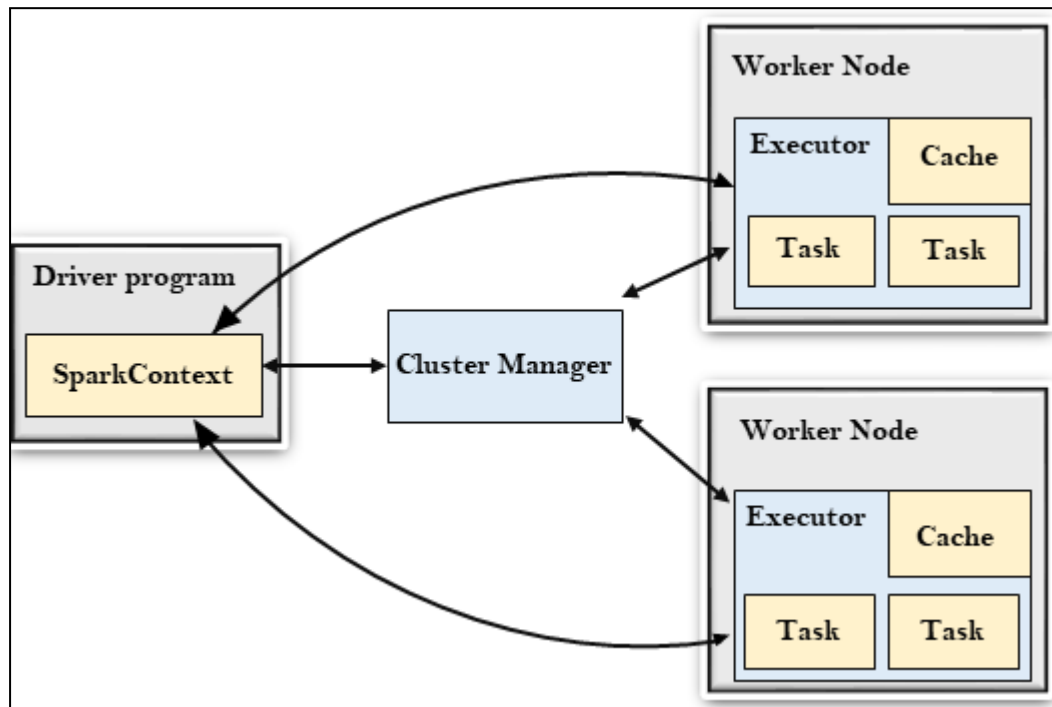 Driver program
SparkContext
Cluster Manager
Worker Node
Executor
Cache
Task
Task
Worker Node
Executor
Cache
Task
Task